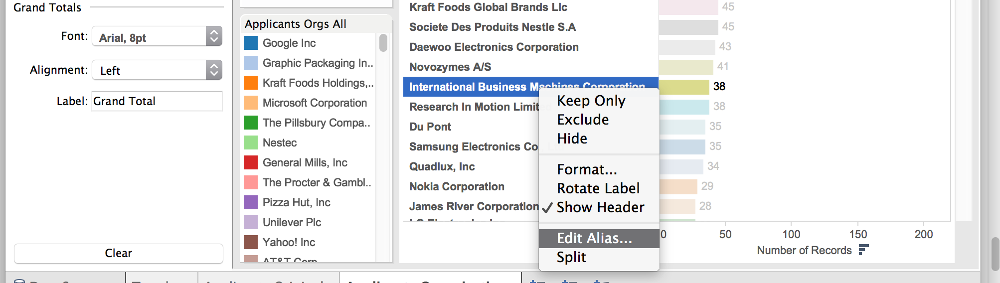 Grand Totals
Font: Arial, 8pt
Alignment: Left
Label: Grand Total
Clear
Applicants Orgs All
Google Inc
Graphic Packaging In..
Kraft Foods Holdings,..
Microsoft Corporation
The Pillsbury Compa..
Nestec
General Mills, Inc
The Procter & Gambl..
Pizza Hut, Inc
Unilever Plc
Yahoo! Inc
AT&T Corp
Kraft Foods Global Brands Llc 45
Societe Des Produits Nestle S.A 45
Daewoo Electronics Corporation 43
Novozymes A/S 41
International Business Machines Corporation 38
Research In Motion Limited 38
Du Pont 35
Samsung Electronics Co., Ltd. 35
Quadlux, Inc 34
Nokia Corporation 29
James River Corporation 28
LG Electronics Inc
Keep Only
Exclude
Hide
Format...
Rotate Label
✓ Show Header
Edit Alias...
Split
0 50 100 150 200
Number of Records